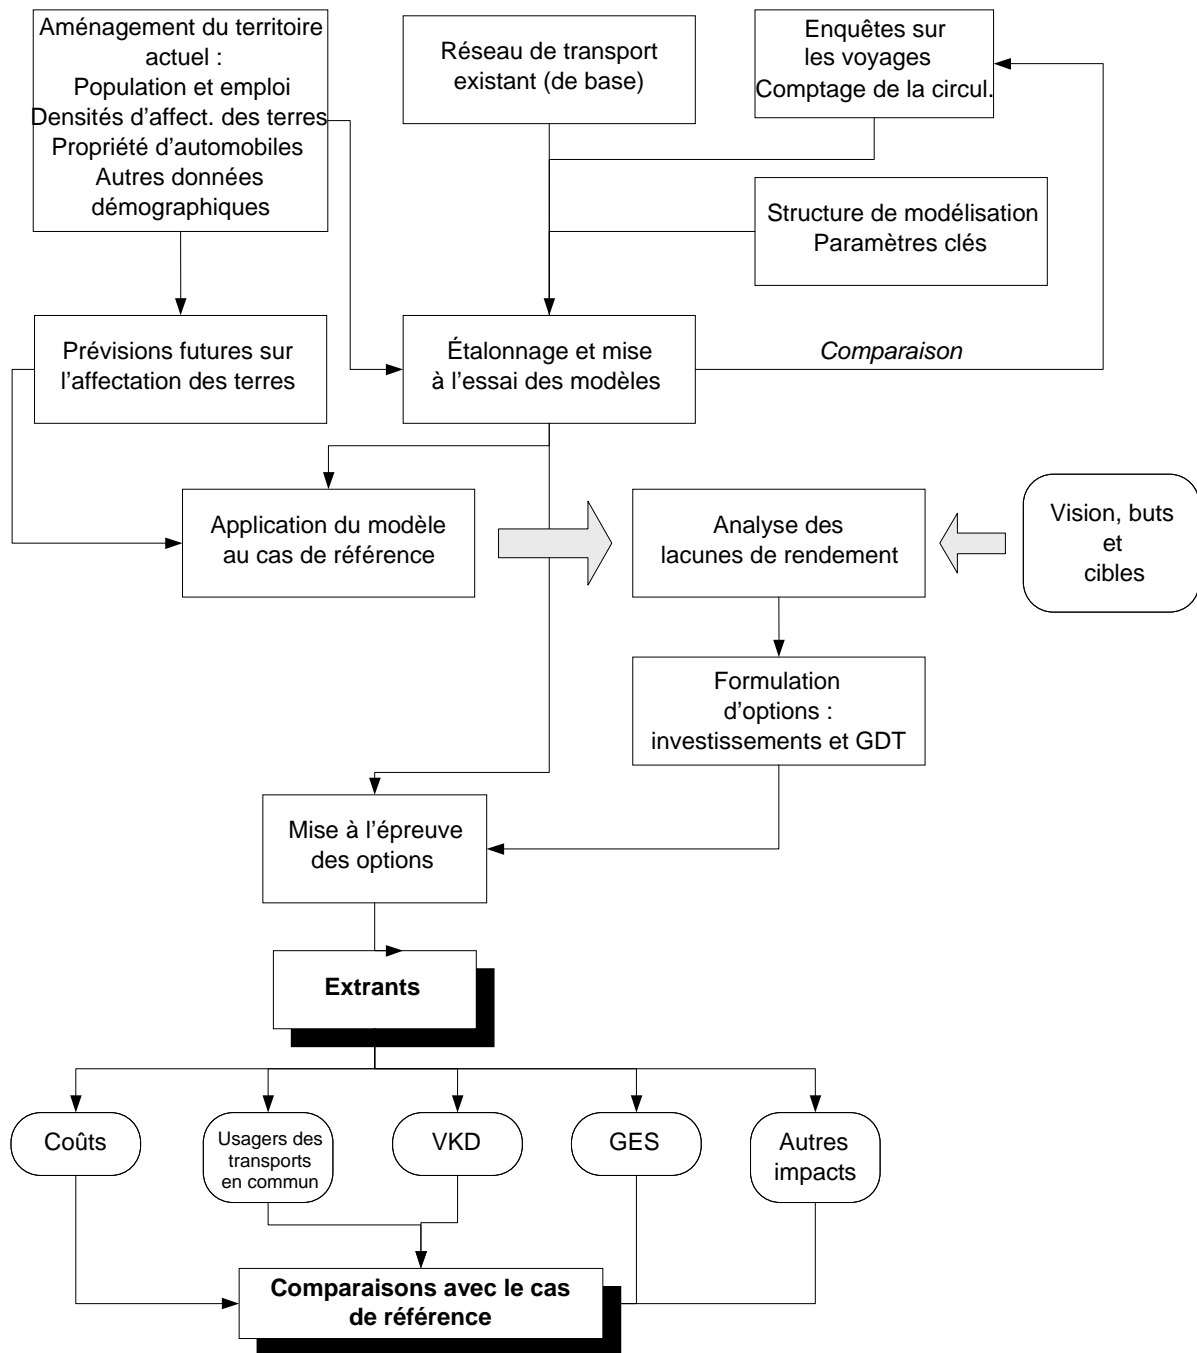 Aménagement du territoire
actuel :
Population et emploi
Densités d'affect. des terres
Propriété d'automobiles
Autres données
démographiques
Réseau de transport
existant (de base)
Enquêtes sur
les voyages
Comptage de la circul.
Structure de modélisation
Paramètres clés
Prévisions futures sur
l'affectation des terres
Étalonnage et mise
à l'essai des modèles
Comparaison
Application du modèle
au cas de référence
Analyse des
lacunes de rendement
Vision, buts
et
cibles
Formulation
d'options :
investissements et GDT
Mise à l'épreuve
des options
Extrants
Coûts
Usagers des
transports
en commun
VKD
GES
Autres
impacts
Comparaisons avec le cas
de référence